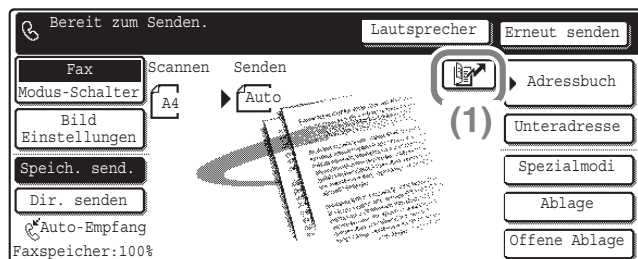 Bereit zum Senden.
Lautsprecher
Erneut senden
Fax
Modus-Schalter
Scannen
Senden
A4
Auto
(1)
Adressbuch
Bild
Einstellungen
Unteradresse
Speich. send.
Spezialmodi
Dir. senden
Ablage
Auto-Empfang
Offene Ablage
Faxspeicher:100%